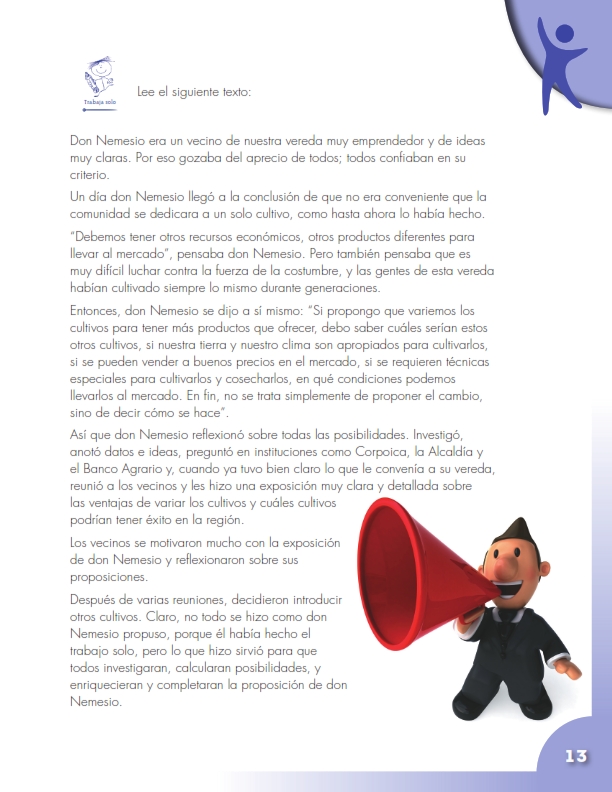 Trabaja solo
Lee el siguiente texto:
Don Nemesio era un vecino de nuestra vereda muy emprendedor y de ideas
muy claras. Por eso gozaba del aprecio de todos; todos confiaban en su
criterio.
Un día don Nemesio llegó a la conclusión de que no era conveniente que la
comunidad se dedicara a un solo cultivo, como hasta ahora lo había hecho.
“Debemos tener otros recursos económicos, otros productos diferentes para
llevar al mercado”, pensaba don Nemesio. Pero también pensaba que es
muy difícil luchar contra la fuerza de la costumbre, y las gentes de esta vereda
habían cultivado siempre lo mismo durante generaciones.
Entonces, don Nemesio se dijo a sí mismo: “Si propongo que variemos los
cultivos para tener más productos que ofrecer, debo saber cuáles serían estos
otros cultivos, si nuestra tierra y nuestro clima son apropiados para cultivarlos,
si se pueden vender a buenos precios en el mercado, si se requieren técnicas
especiales para cultivarlos y cosecharlos, en qué condiciones podemos
llevarlos al mercado. En fin, no se trata simplemente de proponer el cambio,
sino de decir cómo se hace”.
Así que don Nemesio reflexionó sobre todas las posibilidades. Investigó,
anotó datos e ideas, preguntó en instituciones como Corpoica, la Alcaldía y
el Banco Agrario y, cuando ya tuvo bien claro lo que le convenía a su vereda,
reunió a los vecinos y les hizo una exposición muy clara y detallada sobre
las ventajas de variar los cultivos y cuáles cultivos
podrían tener éxito en la región.
Los vecinos se motivaron mucho con la exposición
de don Nemesio y reflexionaron sobre sus
proposiciones.
Después de varias reuniones, decidieron introducir
otros cultivos. Claro, no todo se hizo como don
Nemesio propuso, porque él había hecho el
trabajo solo, pero lo que hizo sirvió para que
todos investigaran, calcularan posibilidades, y
enriquecieran y completaran la proposición de don
Nemesio.
13